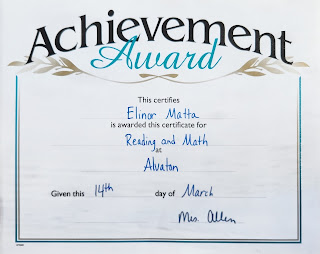 Achievement
Award
This certifies
Elinor Matta
is awarded this certificate for
Reading and Math
at
Alvaton
Given this 14th day of March
Mrs. Allen